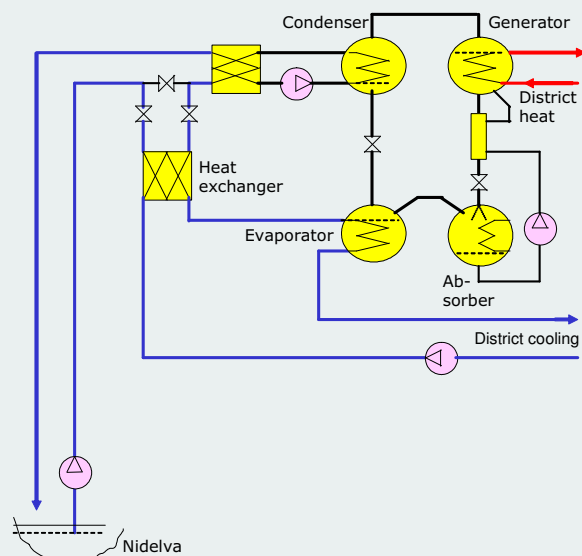 Condenser
Generator
District
heat
Heat
exchanger
Evaporator
Ab-
sorber
District cooling
Nidelva